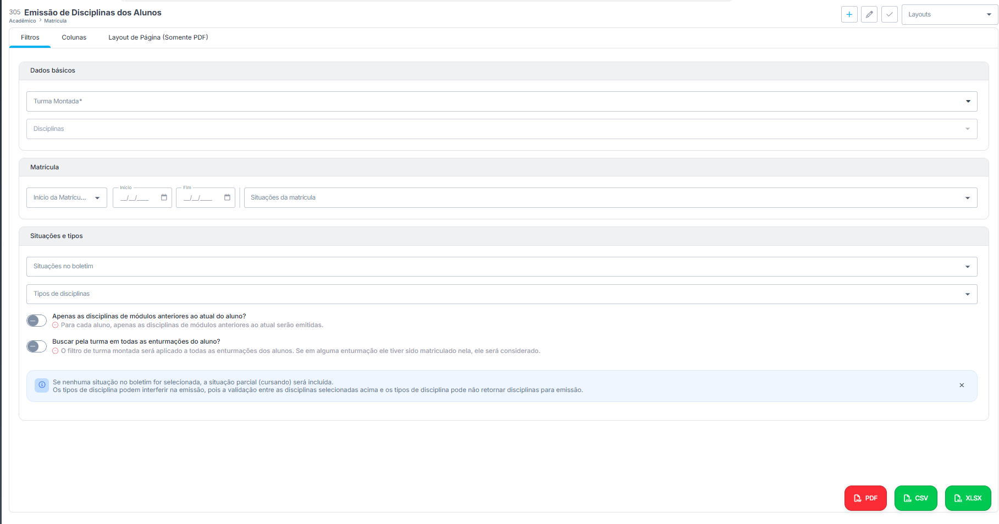 305 Emissão de Disciplinas dos Alunos
Acadêmico > Matrícula
Layouts
Filtros
Colunas
Layout de Página (Somente PDF)
Dados básicos
Turma Montada*
Disciplinas
Matrícula
Início da Matrícu...
Início
__/__/____
Fim
__/__/____
Situações da matrícula
Situações e tipos
Situações no boletim
Tipos de disciplinas
Apenas as disciplinas de módulos anteriores ao atual do aluno?
Para cada aluno, apenas as disciplinas de módulos anteriores ao atual serão emitidas.
Buscar pela turma em todas as enturmações do aluno?
O filtro de turma montada será aplicado a todas as enturmações dos alunos. Se em alguma enturmação ele tiver sido matriculado nela, ele será considerado.
Se nenhuma situação no boletim for selecionada, a situação parcial (cursando) será incluída.
Os tipos de disciplina podem interferir na emissão, pois a validação entre as disciplinas selecionadas acima e os tipos de disciplina pode não retornar disciplinas para emissão.
PDF
CSV
XLSX